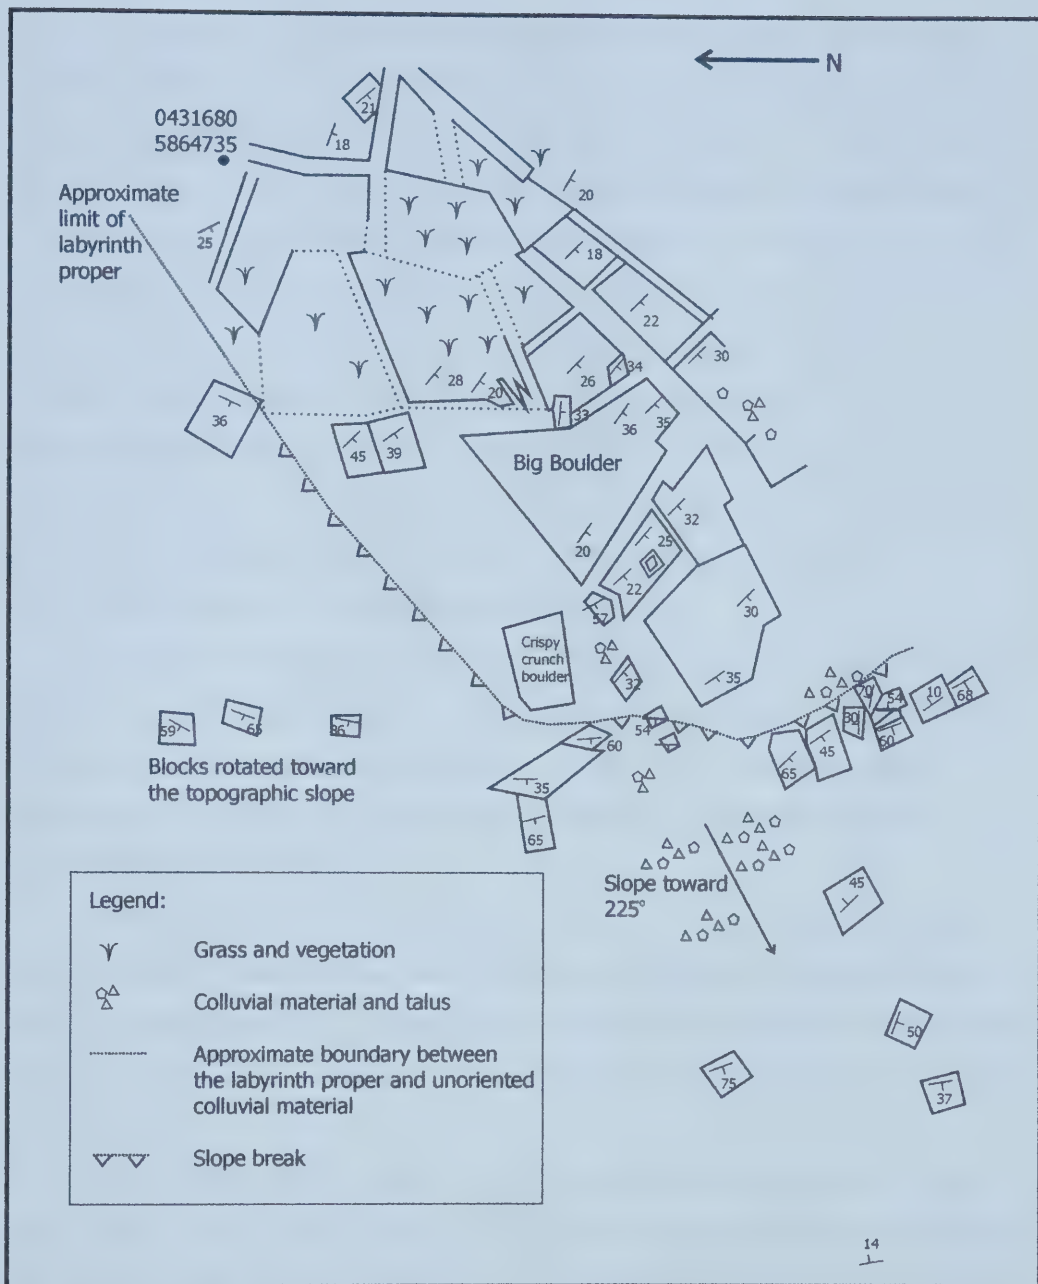 N
0431680
5864735
21
18
Approximate
limit of
labyrinth
proper
25
20
18
22
30
34
26
28
20
33
36
35
36
45
39
Big Boulder
32
20
25
22
57
30
Crispy
crunch
boulder
32
35
59
65
86
Blocks rotated toward
the topographic slope
60
54
35
65
65
45
30
70
54
60
10
68
Slope toward
225°
45
50
75
37
14
Legend:
Grass and vegetation
Colluvial material and talus
Approximate boundary between
the labyrinth proper and unoriented
colluvial material
Slope break